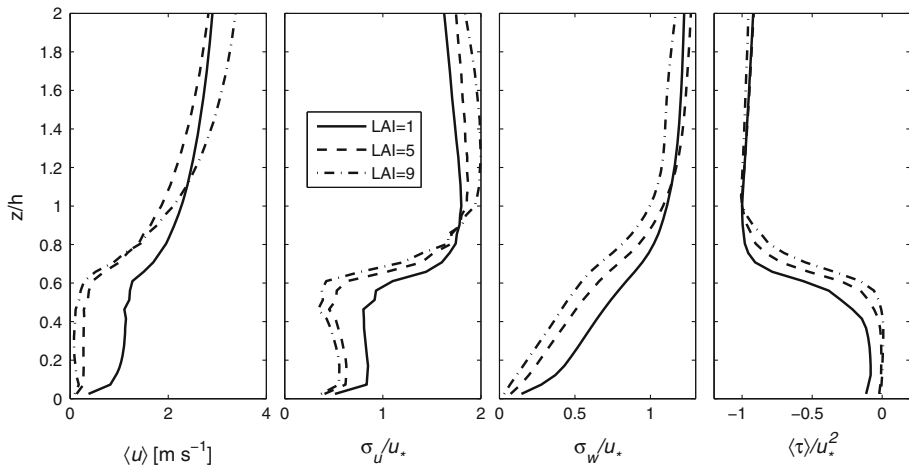 z/h
2
1.8
1.6
1.4
1.2
1
0.8
0.6
0.4
0.2
0
LAI=1
LAI=5
LAI=9
0 2 4
0 1 2
0 0.5 1
−1 −0.5 0
⟨u⟩ [m s⁻¹]
σᵤ/u⁎
σ_w/u⁎
⟨τ⟩/u⁎²